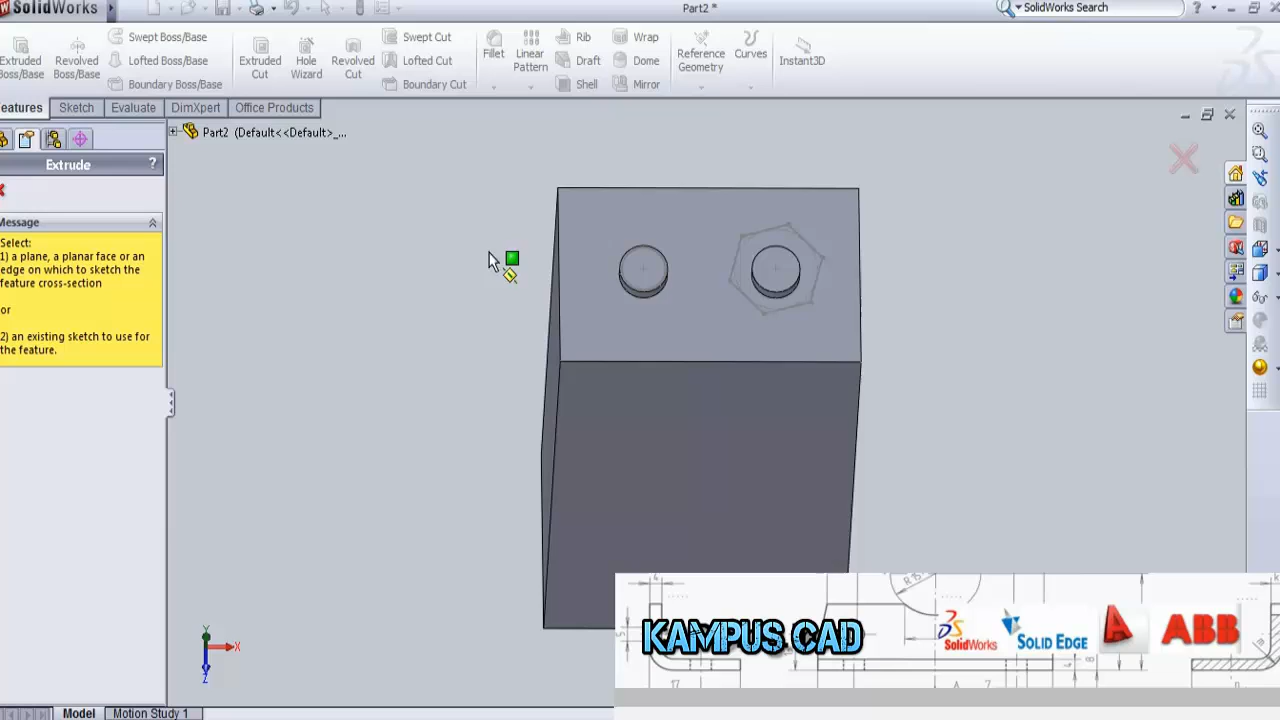 SolidWorks
Part2 *
SolidWorks Search
?
Extruded Boss/Base
Revolved Boss/Base
Swept Boss/Base
Lofted Boss/Base
Boundary Boss/Base
Extruded Cut
Hole Wizard
Revolved Cut
Swept Cut
Lofted Cut
Boundary Cut
Fillet
Linear Pattern
Rib
Draft
Shell
Wrap
Dome
Mirror
Reference Geometry
Curves
Instant3D
eatures
Sketch
Evaluate
DimXpert
Office Products
Part2 (Default<<Default>_...
Extrude
?
Message
Select:
1) a plane, a planar face or an
edge on which to sketch the
feature cross-section
or
2) an existing sketch to use for
the feature.
Y
X
Z
KAMPUS CAD
SolidWorks
SOLID EDGE
ABB
17
Model
Motion Study 1